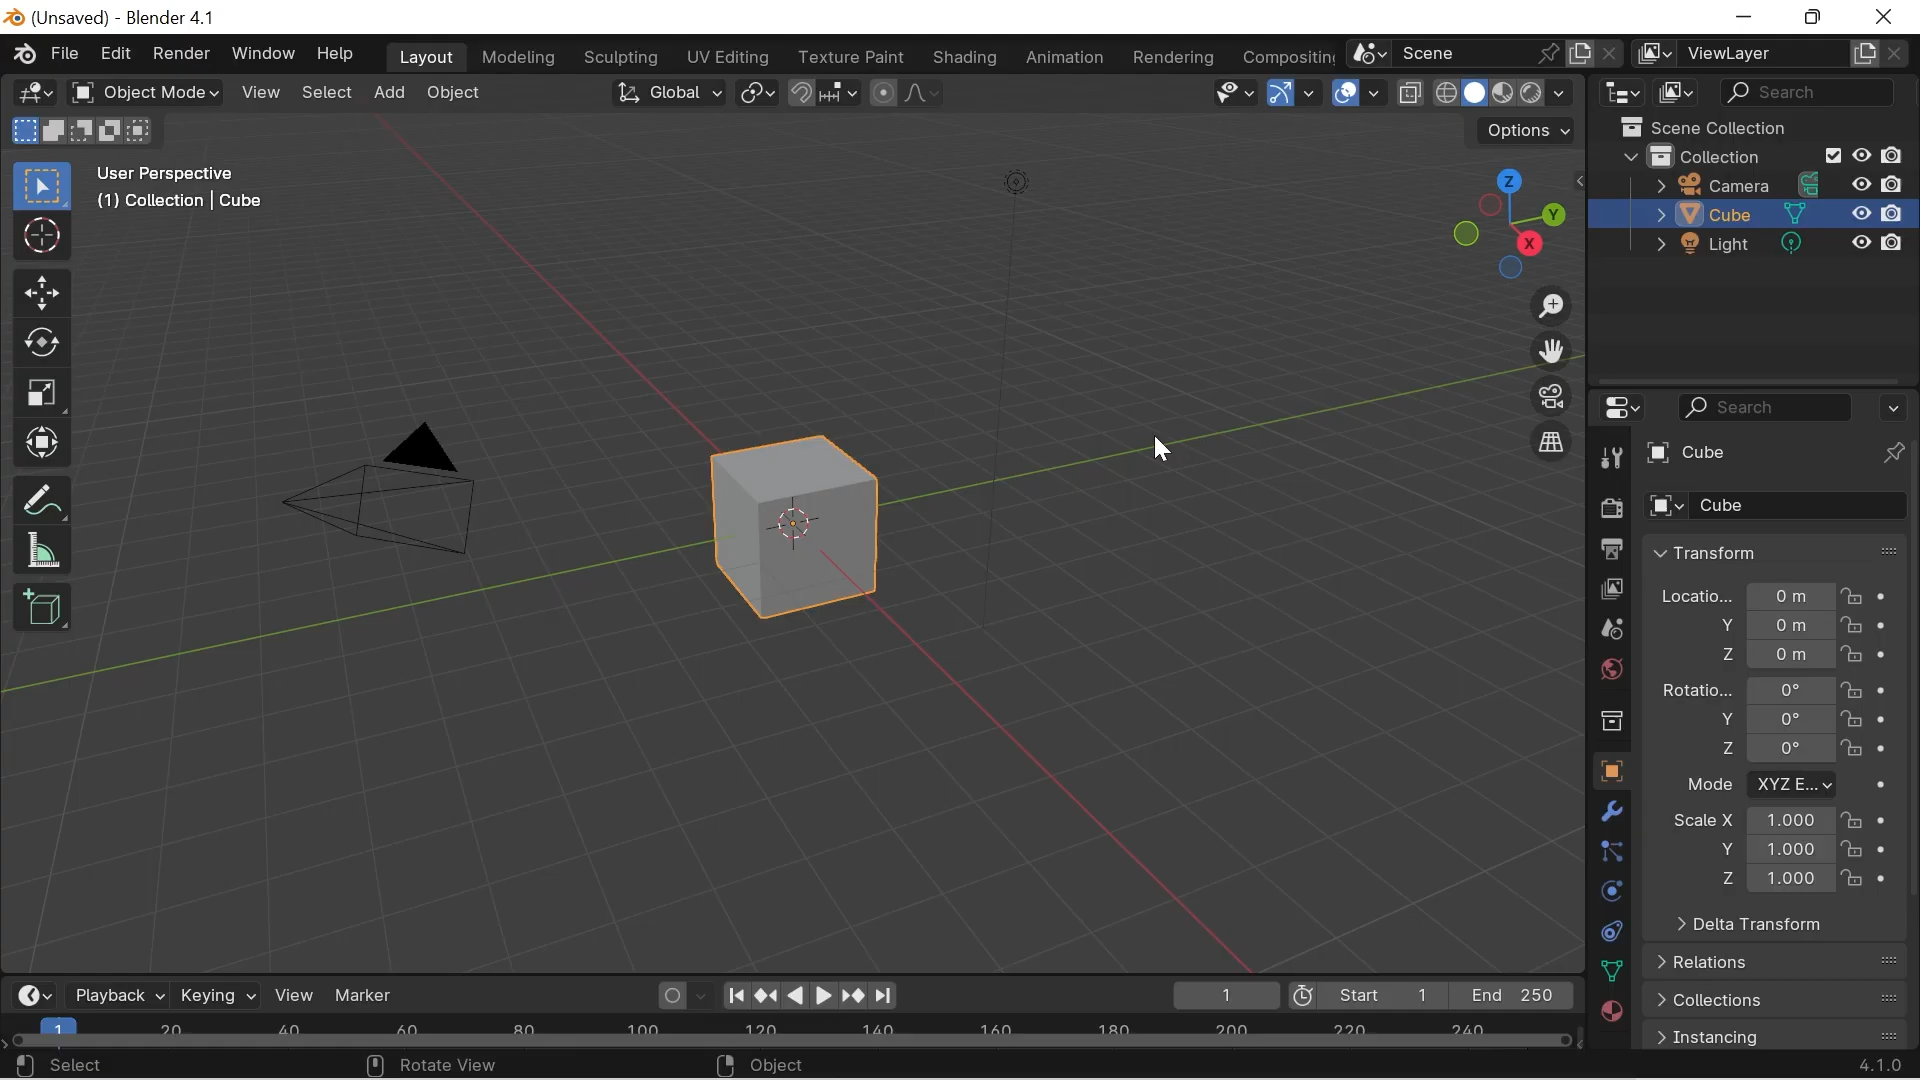 (Unsaved) - Blender 4.1
File Edit Render Window Help Layout Modeling Sculpting UV Editing Texture Paint Shading Animation Rendering Compositing Scene ViewLayer
Object Mode View Select Add Object Global Search
Options
User Perspective
(1) Collection | Cube
Z
Y
X
Scene Collection
Collection
Camera
Cube
Light
Search
Cube
Cube
Transform
Locatio... 0 m
Y 0 m
Z 0 m
Rotatio... 0°
Y 0°
Z 0°
Mode XYZ E...
Scale X 1.000
Y 1.000
Z 1.000
Delta Transform
Relations
Collections
Instancing
Playback Keying View Marker 1 Start 1 End 250
1 20 40 60 80 100 120 140 160 180 200 220 240
Select Rotate View Object 4.1.0